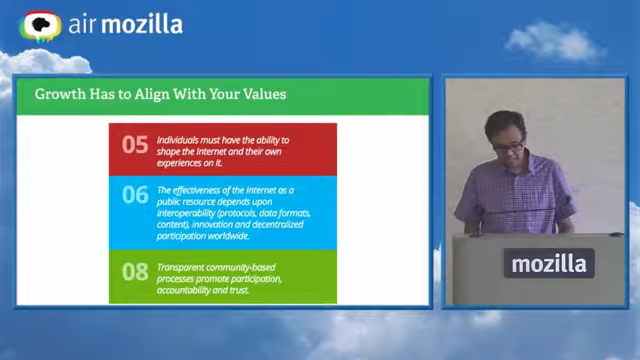 air mozilla
Growth Has to Align With Your Values
05
Individuals must have the ability to
shape the Internet and their own
experiences on it.
06
The effectiveness of the Internet as a
public resource depends upon
interoperability (protocols, data formats,
content), innovation and decentralized
participation worldwide.
08
Transparent community-based
processes promote participation,
accountability and trust.
mozilla